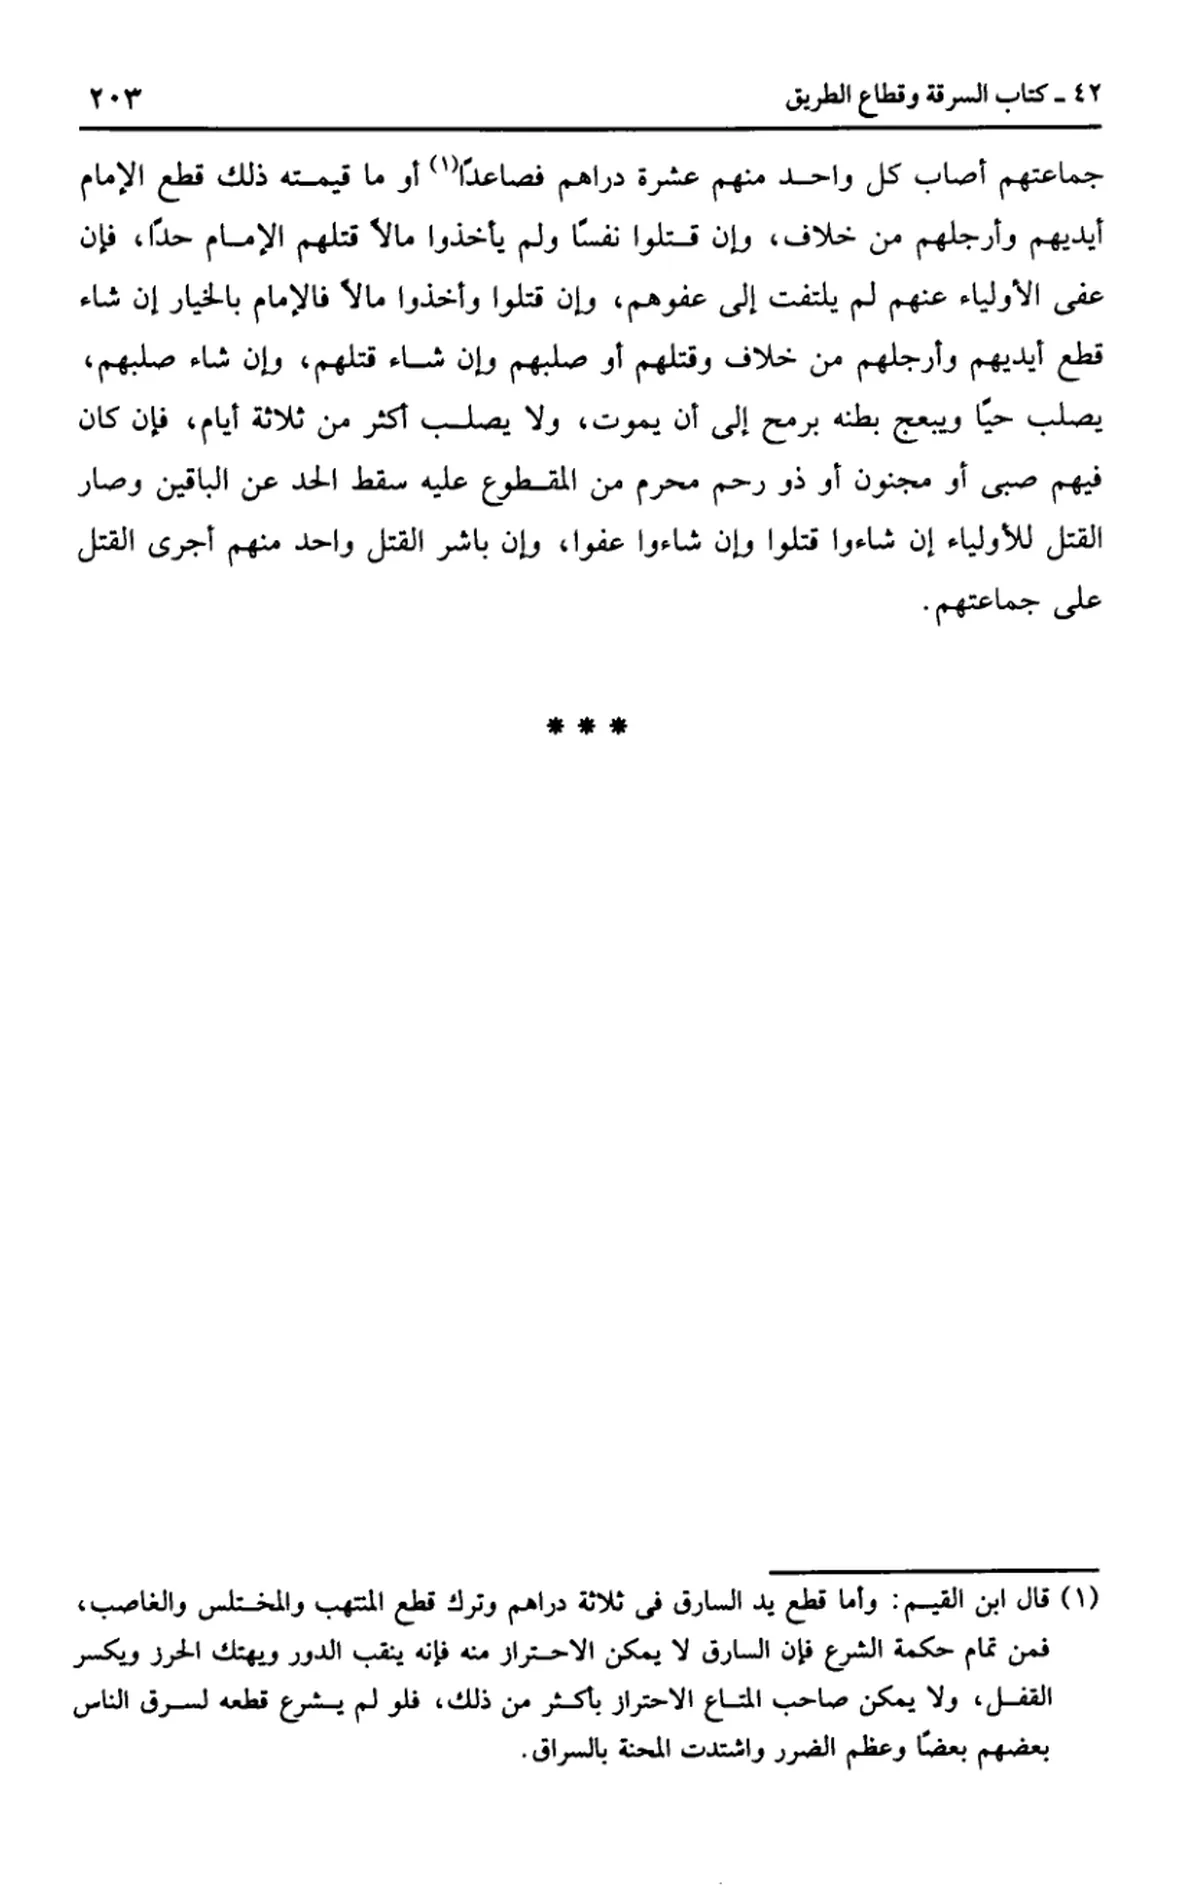 ٤٢ ـ كتاب السرقة وقطاع الطريق ٢٠٣
جماعتهم أصاب كل واحد منهم عشرة دراهم فصاعدًا(١) أو ما قيمته ذلك قطع الإمام
أيديهم وأرجلهم من خلاف، وإن قتلوا نفسًا ولم يأخذوا مالاً قتلهم الإمام حدًا، فإن
عفى الأولياء عنهم لم يلتفت إلى عفوهم، وإن قتلوا وأخذوا مالاً فالإمام بالخيار إن شاء
قطع أيديهم وأرجلهم من خلاف وقتلهم أو صلبهم وإن شاء قتلهم، وإن شاء صلبهم،
يصلب حيًا ويبعج بطنه برمح إلى أن يموت، ولا يصلب أكثر من ثلاثة أيام، فإن كان
فيهم صبى أو مجنون أو ذو رحم محرم من المقطوع عليه سقط الحد عن الباقين وصار
القتل للأولياء إن شاءوا قتلوا وإن شاءوا عفوا، وإن باشر القتل واحد منهم أجرى القتل
على جماعتهم.
* * *
(١) قال ابن القيم: وأما قطع يد السارق فى ثلاثة دراهم وترك قطع المنتهب والمختلس والغاصب،
فمن تمام حكمة الشرع فإن السارق لا يمكن الاحتراز منه فإنه ينقب الدور ويهتك الحرز ويكسر
القفل، ولا يمكن صاحب المتاع الاحتراز بأكثر من ذلك، فلو لم يشرع قطعه لسرق الناس
بعضهم بعضًا وعظم الضرر واشتدت المحنة بالسراق.